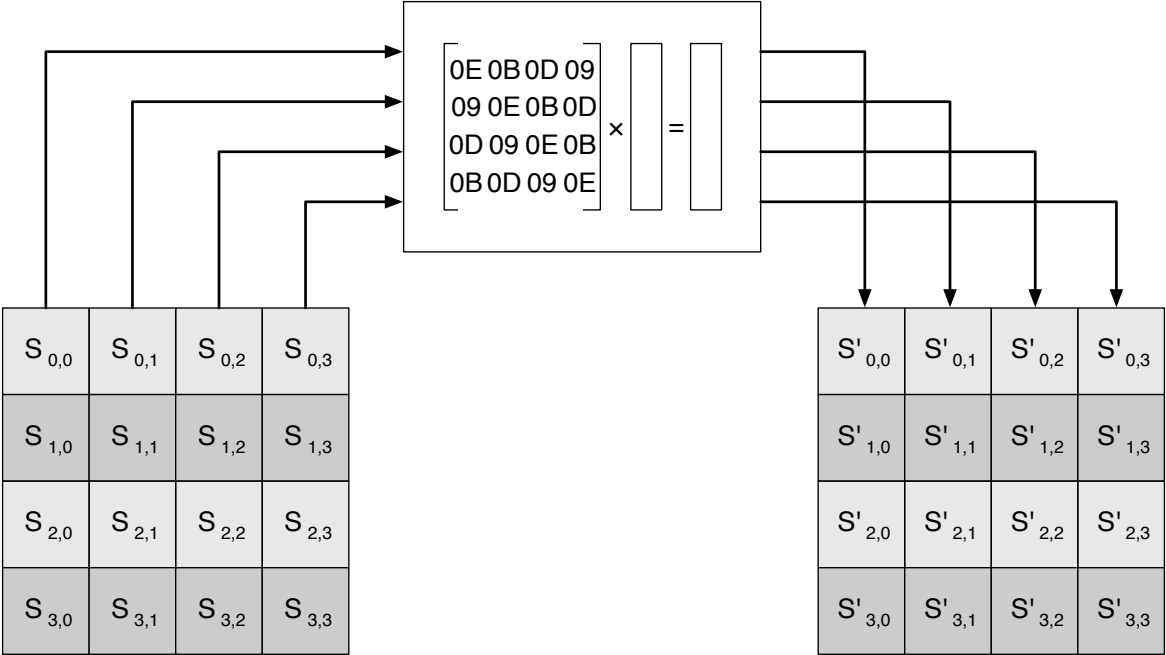 0E 0B 0D 09
09 0E 0B 0D
0D 09 0E 0B
0B 0D 09 0E
× =
S 0,0 S 0,1 S 0,2 S 0,3
S 1,0 S 1,1 S 1,2 S 1,3
S 2,0 S 2,1 S 2,2 S 2,3
S 3,0 S 3,1 S 3,2 S 3,3
S' 0,0 S' 0,1 S' 0,2 S' 0,3
S' 1,0 S' 1,1 S' 1,2 S' 1,3
S' 2,0 S' 2,1 S' 2,2 S' 2,3
S' 3,0 S' 3,1 S' 3,2 S' 3,3